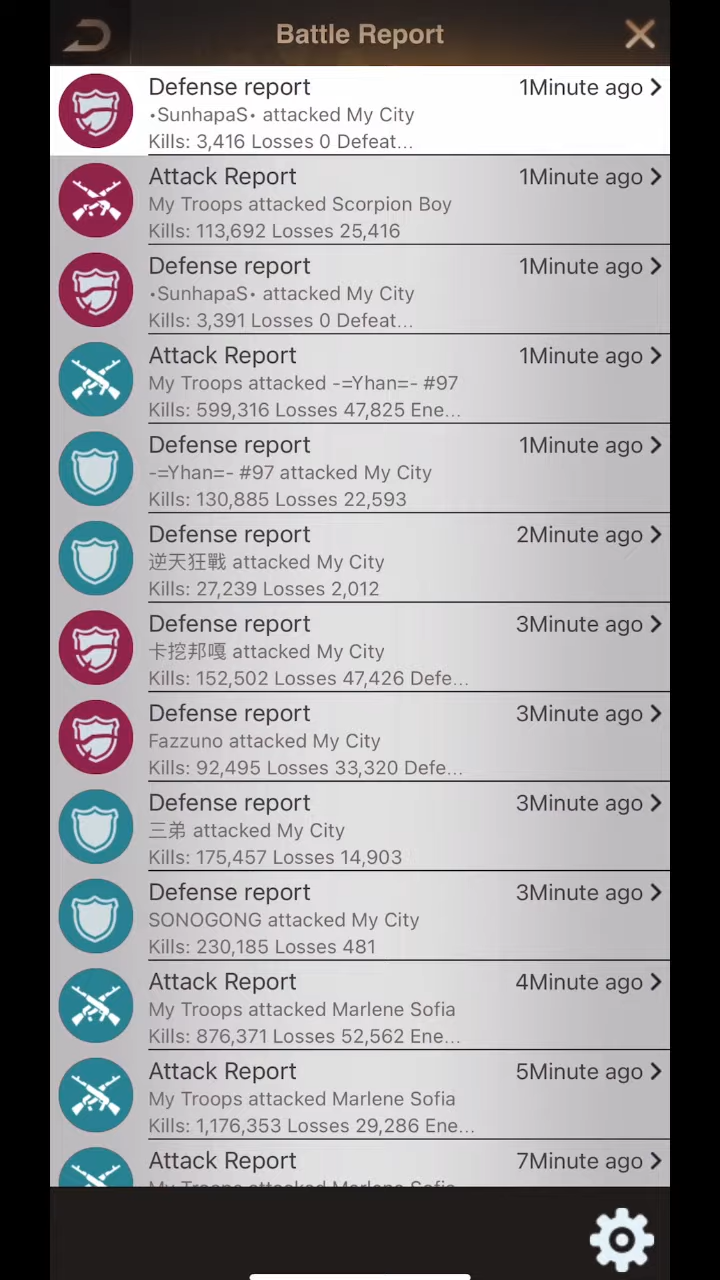 Battle Report
Defense report 1Minute ago
•SunhapaS• attacked My City
Kills: 3,416 Losses 0 Defeat...
Attack Report 1Minute ago
My Troops attacked Scorpion Boy
Kills: 113,692 Losses 25,416
Defense report 1Minute ago
•SunhapaS• attacked My City
Kills: 3,391 Losses 0 Defeat...
Attack Report 1Minute ago
My Troops attacked -=Yhan=- #97
Kills: 599,316 Losses 47,825 Ene...
Defense report 1Minute ago
-=Yhan=- #97 attacked My City
Kills: 130,885 Losses 22,593
Defense report 2Minute ago
逆天狂戰 attacked My City
Kills: 27,239 Losses 2,012
Defense report 3Minute ago
卡挖邦嘎 attacked My City
Kills: 152,502 Losses 47,426 Defe...
Defense report 3Minute ago
Fazzuno attacked My City
Kills: 92,495 Losses 33,320 Defe...
Defense report 3Minute ago
三弟 attacked My City
Kills: 175,457 Losses 14,903
Defense report 3Minute ago
SONOGONG attacked My City
Kills: 230,185 Losses 481
Attack Report 4Minute ago
My Troops attacked Marlene Sofia
Kills: 876,371 Losses 52,562 Ene...
Attack Report 5Minute ago
My Troops attacked Marlene Sofia
Kills: 1,176,353 Losses 29,286 Ene...
Attack Report 7Minute ago
My Troops attacked Marlene Sofia